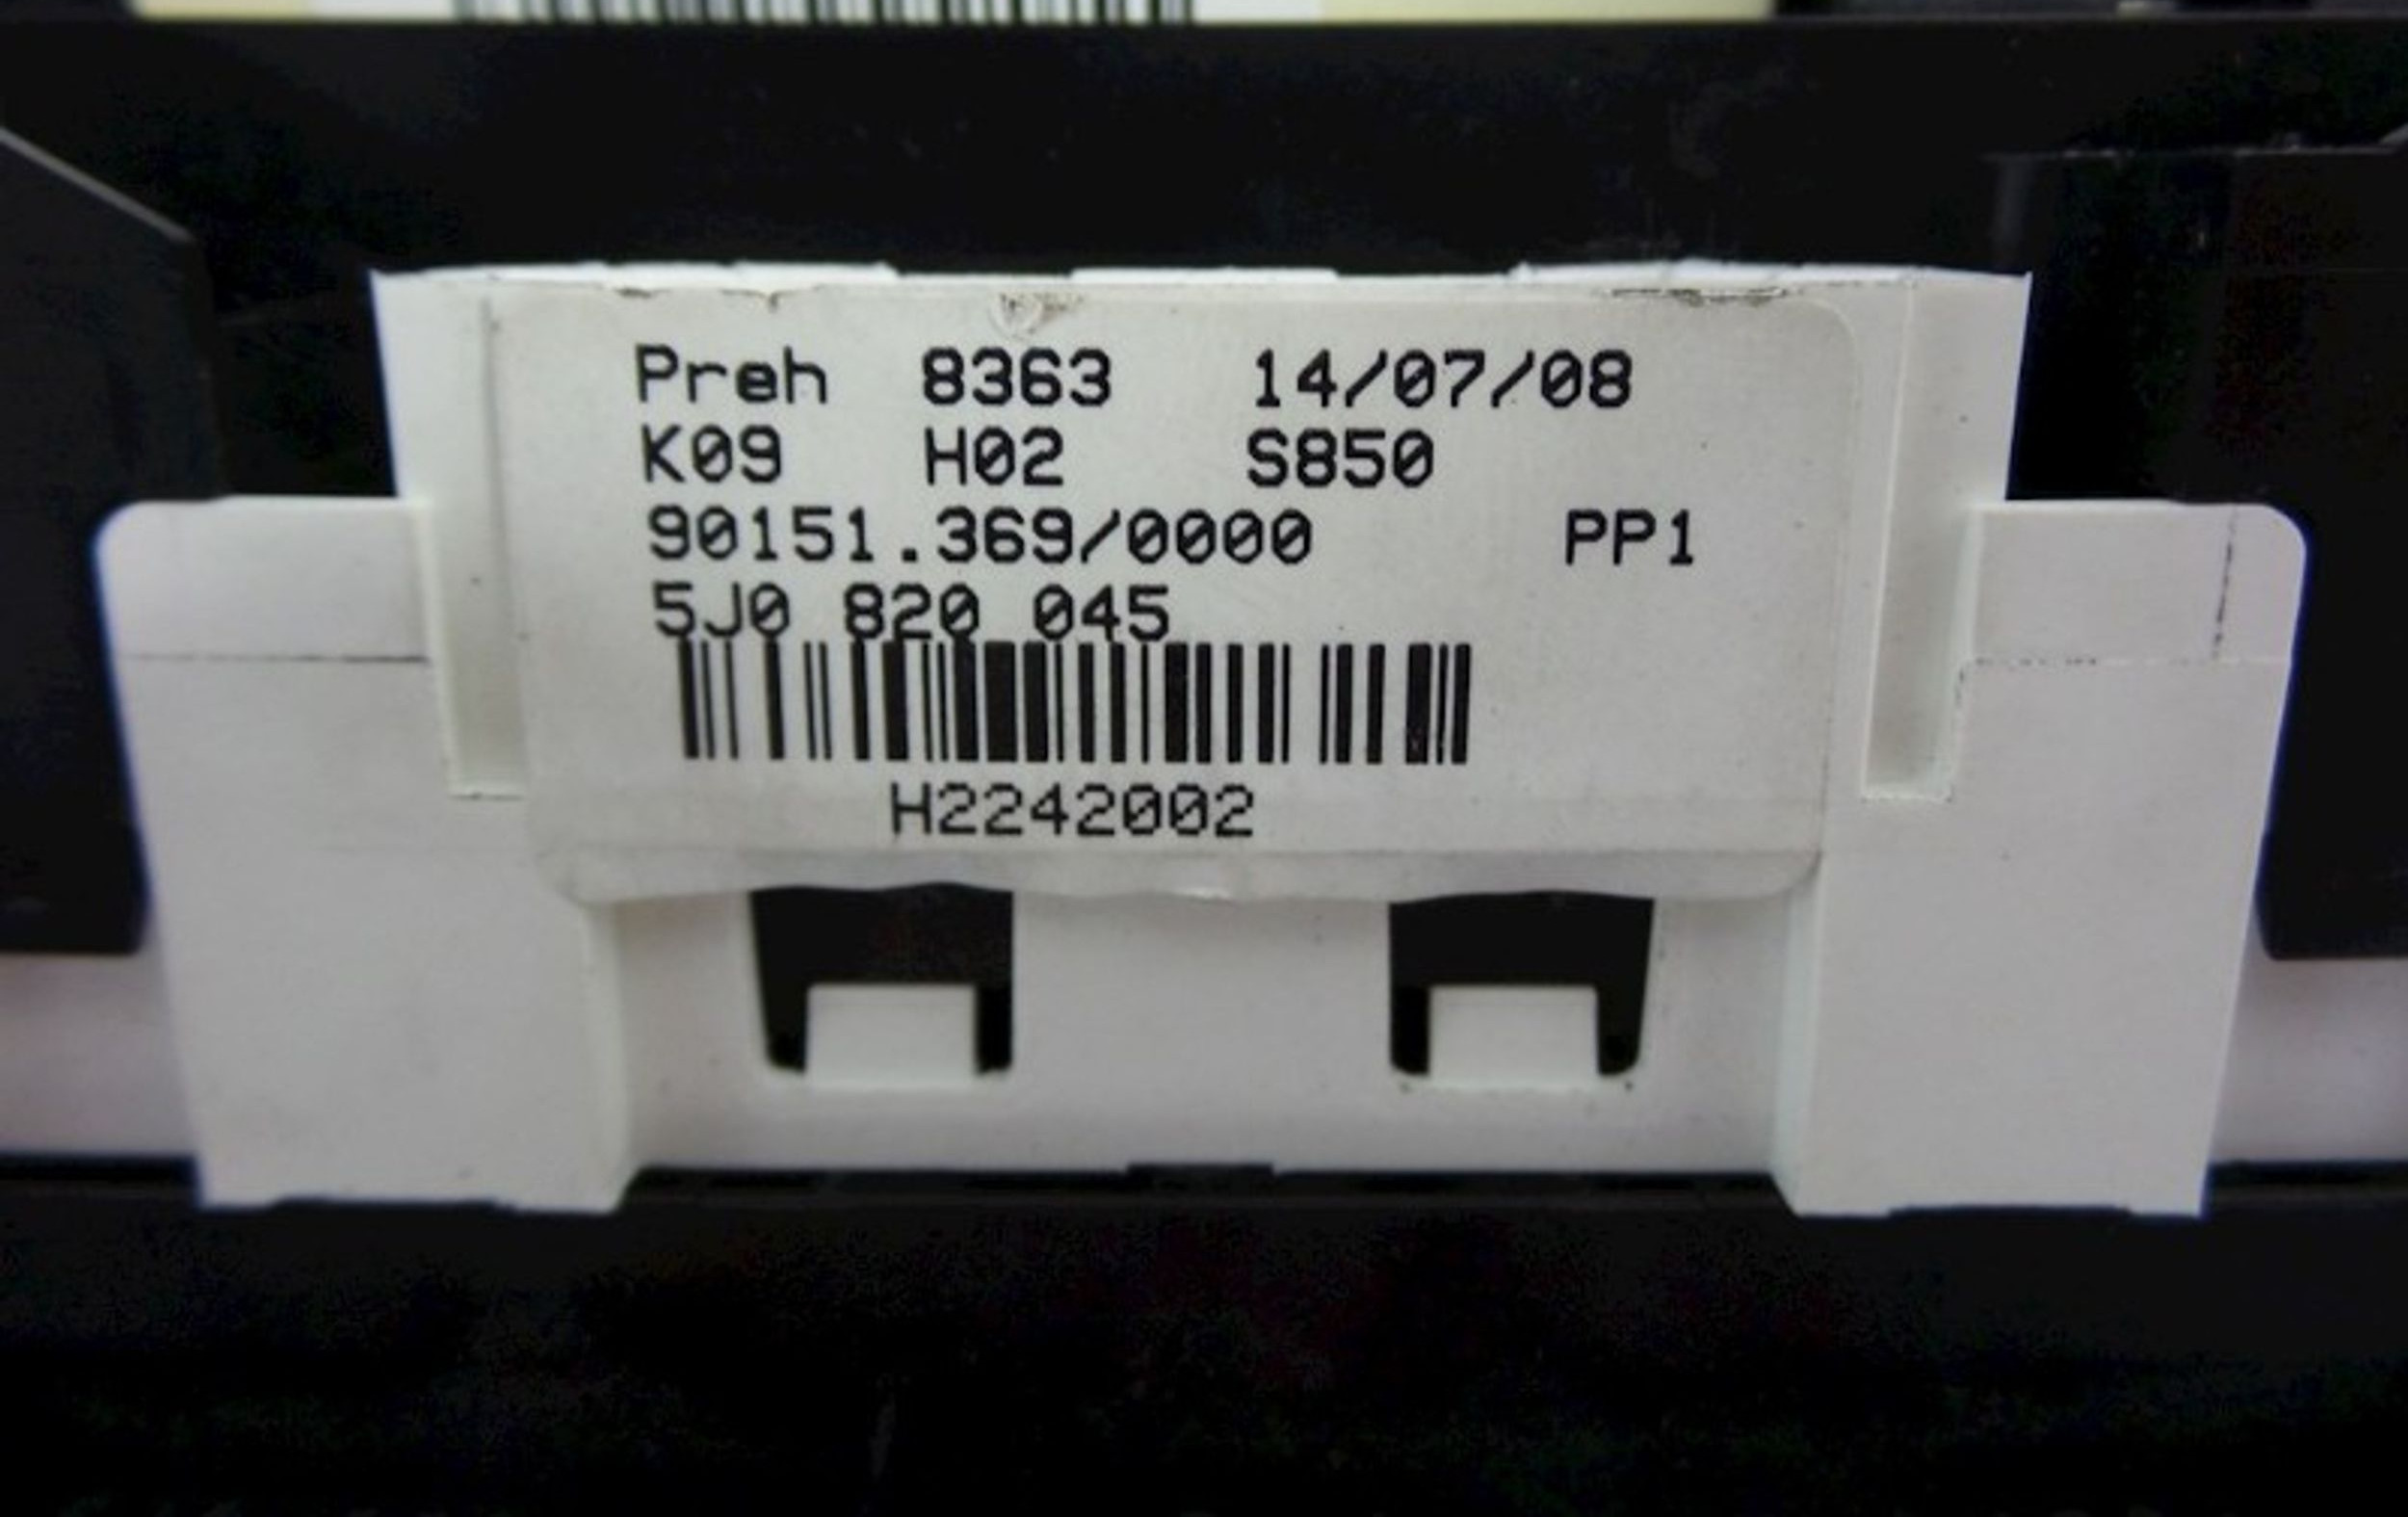 Preh 8363 14/07/08
K09 H02 S850
90151.369/0000 PP1
5J0 820 045
H2242002